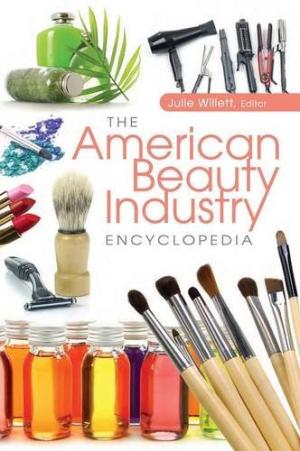 Julie Willett, Editor
THE
American
Beauty
Industry
ENCYCLOPEDIA